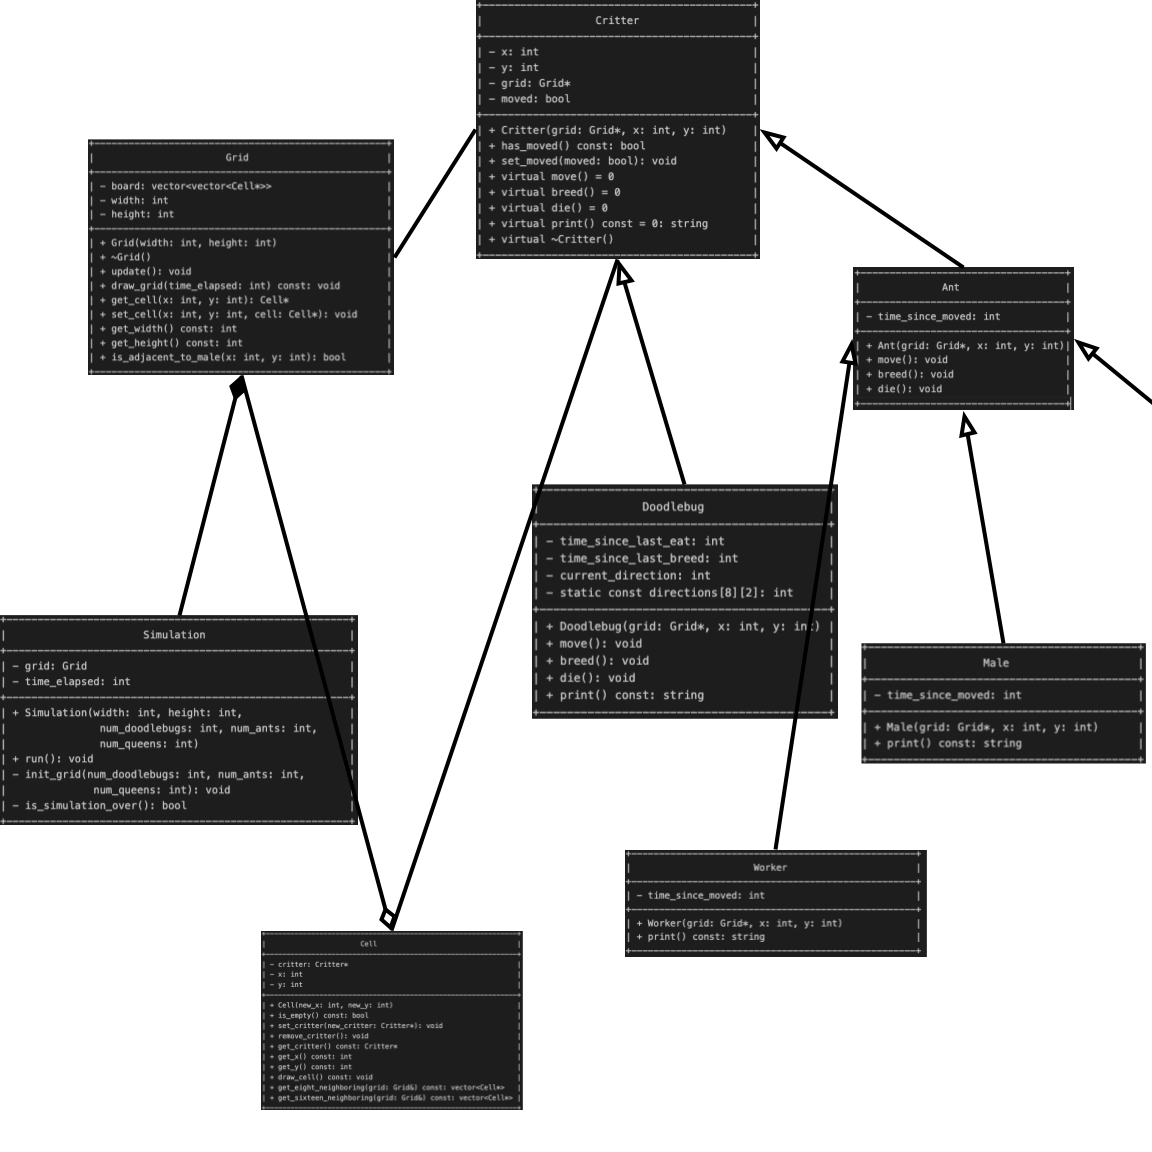 Critter
- x: int
- y: int
- grid: Grid*
- moved: bool
+ Critter(grid: Grid*, x: int, y: int)
+ has_moved() const: bool
+ set_moved(moved: bool): void
+ virtual move() = 0
+ virtual breed() = 0
+ virtual die() = 0
+ virtual print() const = 0: string
+ virtual ~Critter()
Grid
- board: vector<vector<Cell*>>
- width: int
- height: int
+ Grid(width: int, height: int)
+ ~Grid()
+ update(): void
+ draw_grid(time_elapsed: int) const: void
+ get_cell(x: int, y: int): Cell*
+ set_cell(x: int, y: int, cell: Cell*): void
+ get_width() const: int
+ get_height() const: int
+ is_adjacent_to_male(x: int, y: int): bool
Ant
- time_since_moved: int
+ Ant(grid: Grid*, x: int, y: int)
+ move(): void
+ breed(): void
+ die(): void
Doodlebug
- time_since_last_eat: int
- time_since_last_breed: int
- current_direction: int
- static const directions[8][2]: int
+ Doodlebug(grid: Grid*, x: int, y: int)
+ move(): void
+ breed(): void
+ die(): void
+ print() const: string
Simulation
- grid: Grid
- time_elapsed: int
+ Simulation(width: int, height: int,
num_doodlebugs: int, num_ants: int,
num_queens: int)
+ run(): void
- init_grid(num_doodlebugs: int, num_ants: int,
num_queens: int): void
- is_simulation_over(): bool
Male
- time_since_moved: int
+ Male(grid: Grid*, x: int, y: int)
+ print() const: string
Worker
- time_since_moved: int
+ Worker(grid: Grid*, x: int, y: int)
+ print() const: string
Cell
- critter: Critter*
- x: int
- y: int
+ Cell(new_x: int, new_y: int)
+ is_empty() const: bool
+ set_critter(new_critter: Critter*): void
+ remove_critter(): void
+ get_critter() const: Critter*
+ get_x() const: int
+ get_y() const: int
+ draw_cell() const: void
+ get_eight_neighboring(grid: Grid&) const: vector<Cell*>
+ get_sixteen_neighboring(grid: Grid&) const: vector<Cell*>